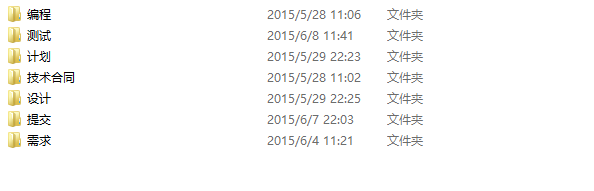 编程 2015/5/28 11:06 文件夹
测试 2015/6/8 11:41 文件夹
计划 2015/5/29 22:23 文件夹
技术合同 2015/5/28 11:02 文件夹
设计 2015/5/29 22:25 文件夹
提交 2015/6/7 22:03 文件夹
需求 2015/6/4 11:21 文件夹